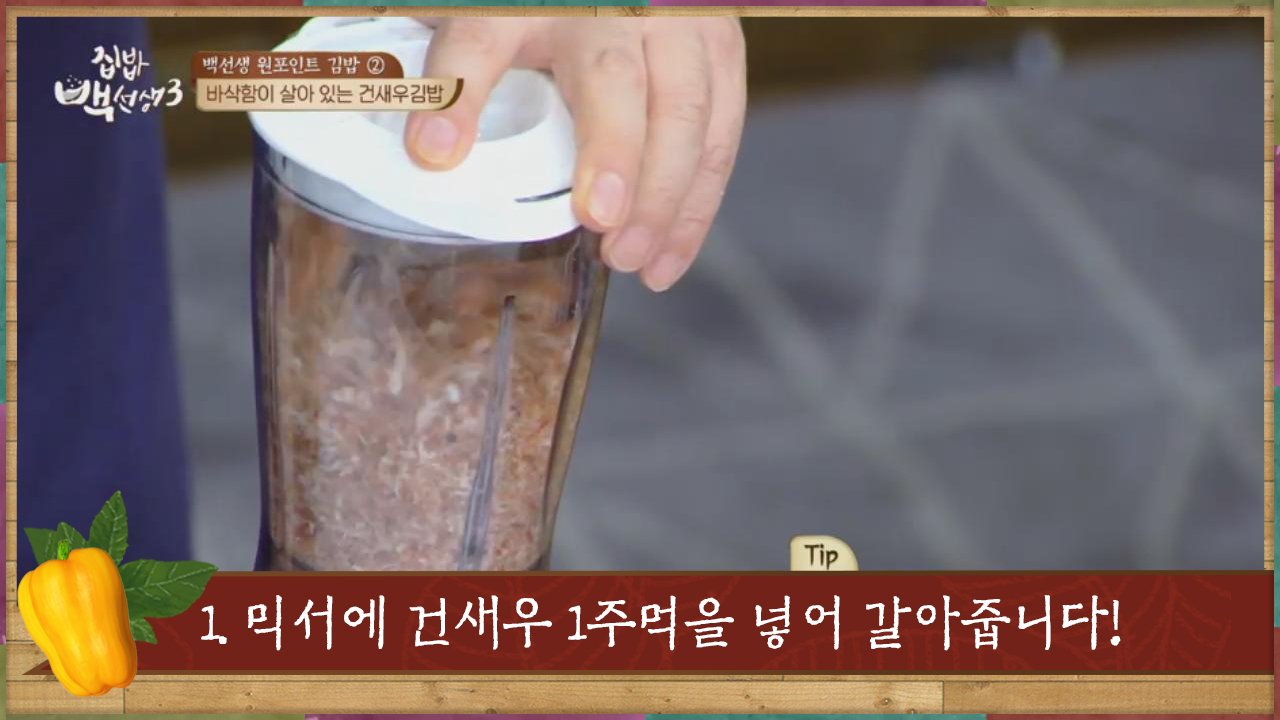 집밥
백선생3
백선생 원포인트 김밥 ②
바삭함이 살아 있는 건새우김밥
Tip
1. 믹서에 건새우 1주먹을 넣어 갈아줍니다!